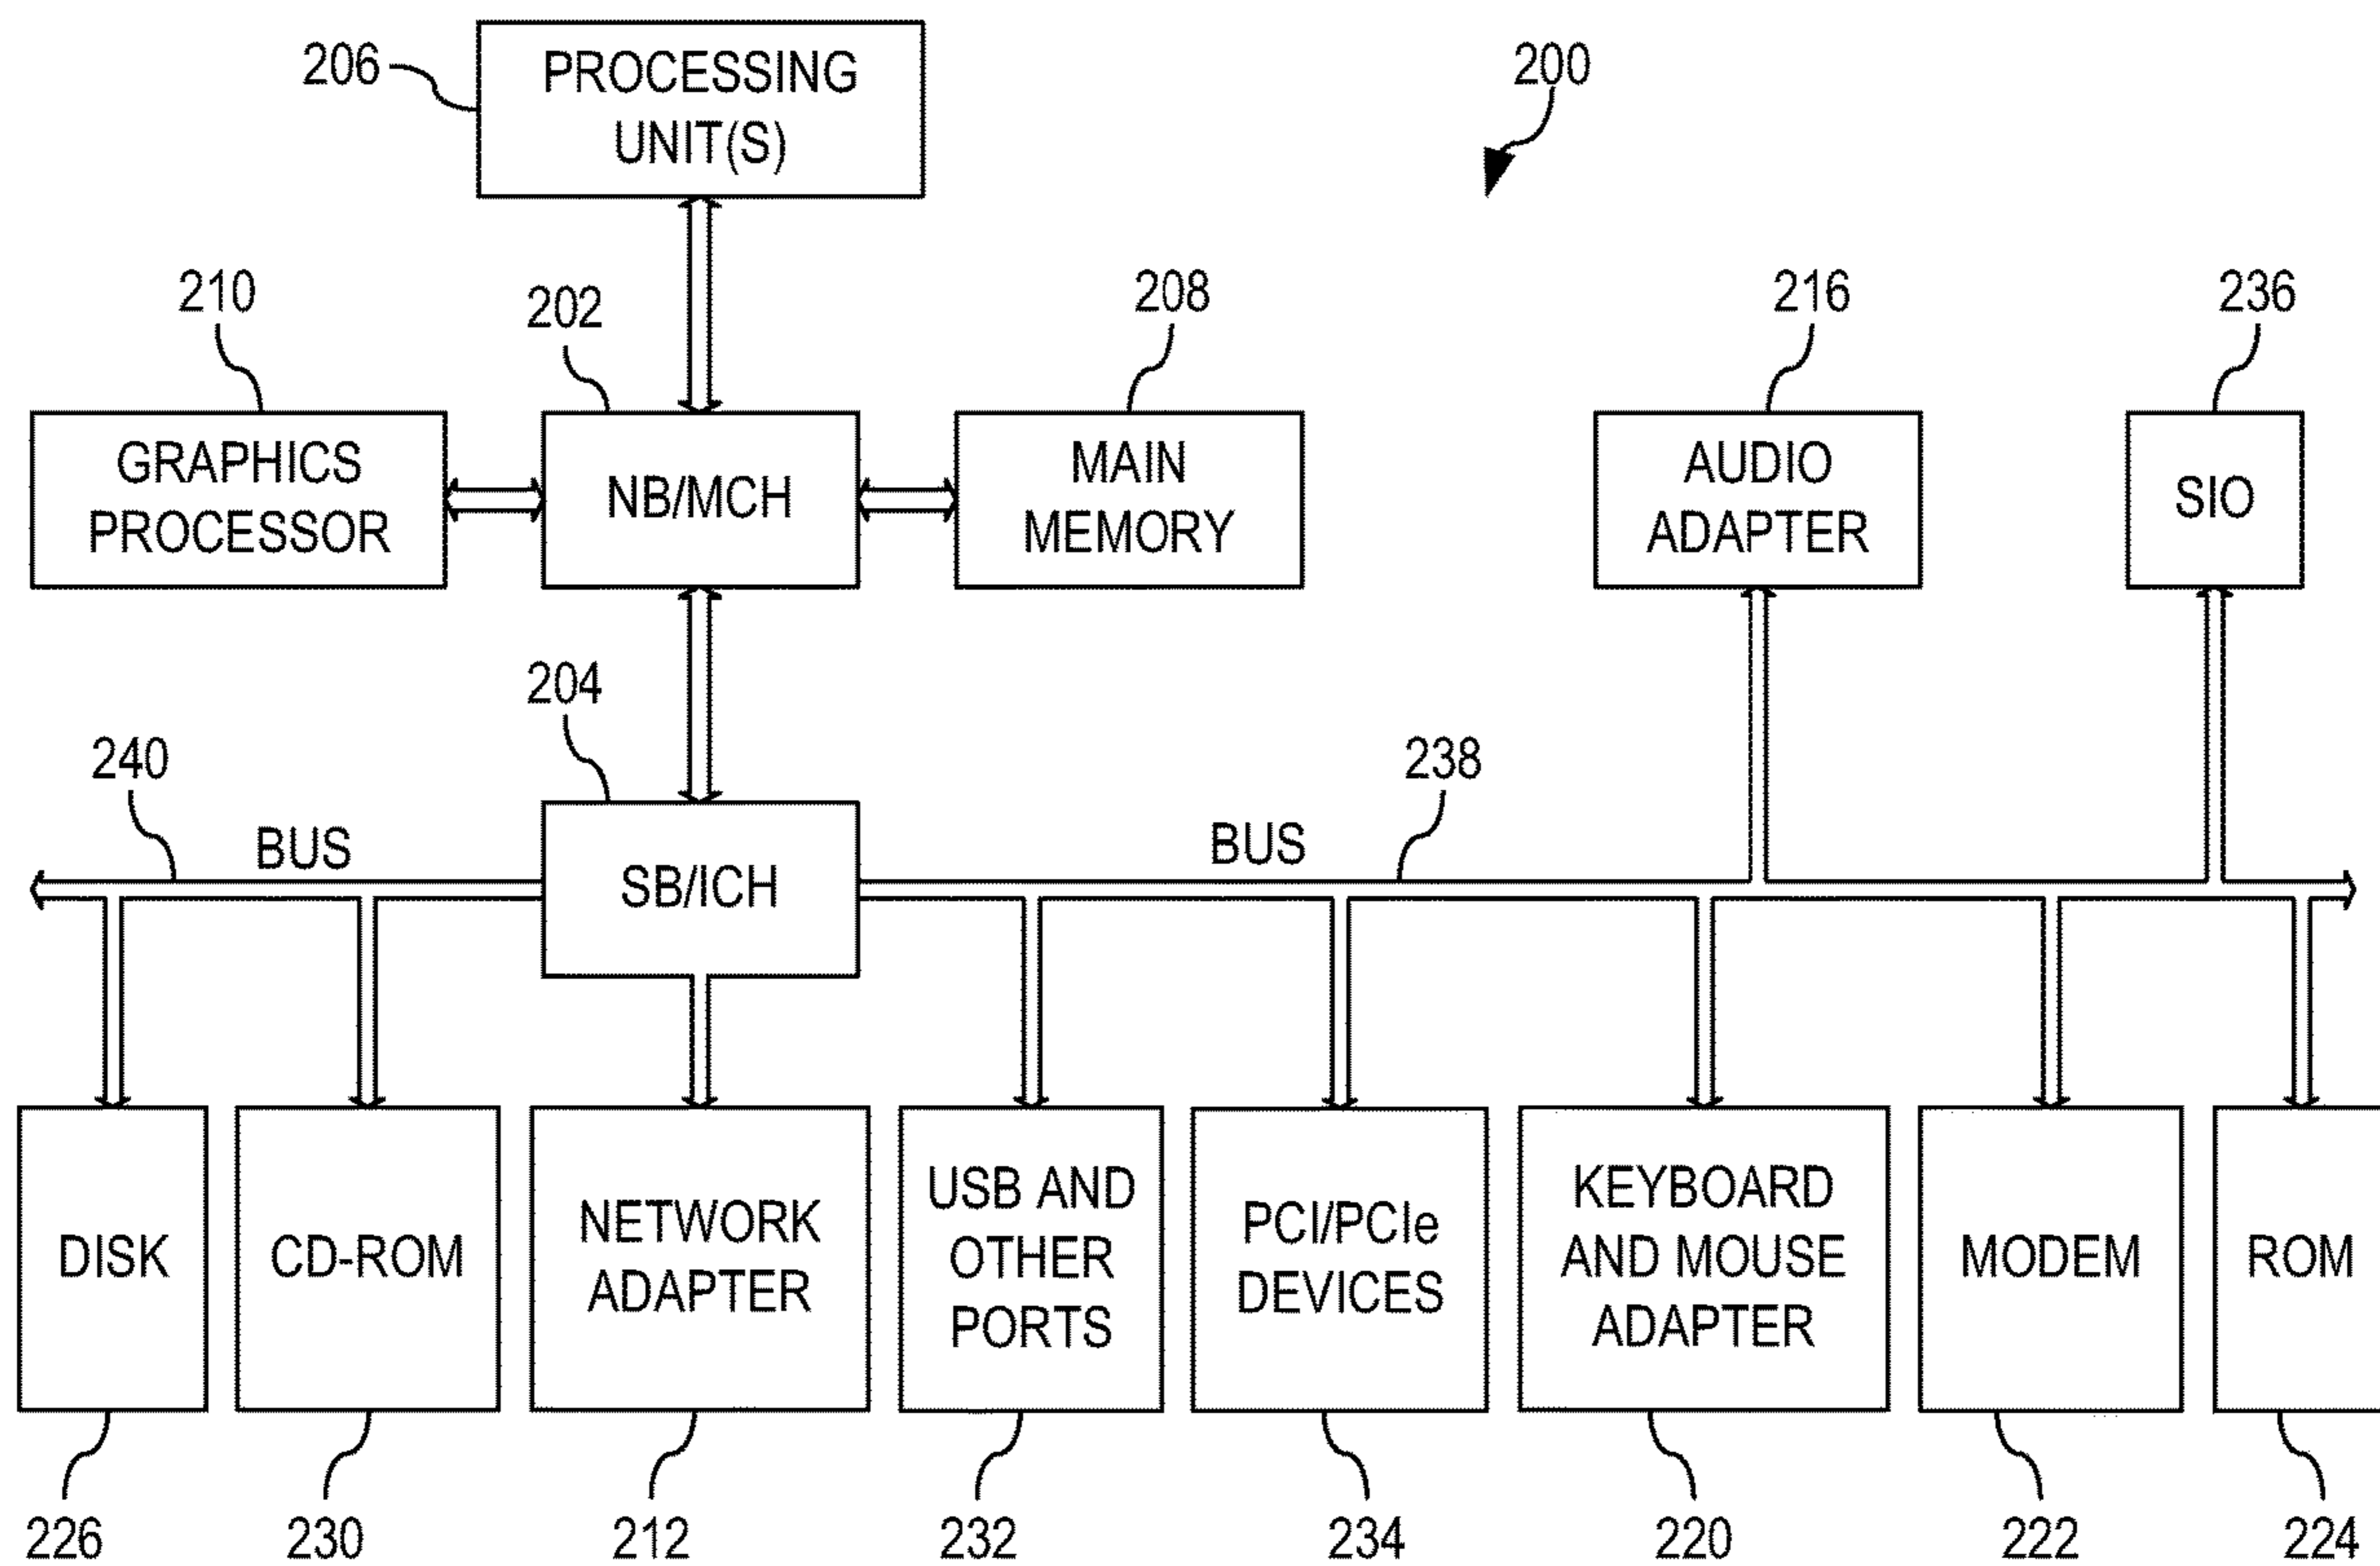 206
PROCESSING
UNIT(S)
200
210
202
208
216
236
GRAPHICS
PROCESSOR
NB/MCH
MAIN
MEMORY
AUDIO
ADAPTER
SIO
204
240
238
BUS
SB/ICH
BUS
DISK
CD-ROM
NETWORK
ADAPTER
USB AND
OTHER
PORTS
PCI/PCIe
DEVICES
KEYBOARD
AND MOUSE
ADAPTER
MODEM
ROM
226
230
212
232
234
220
222
224